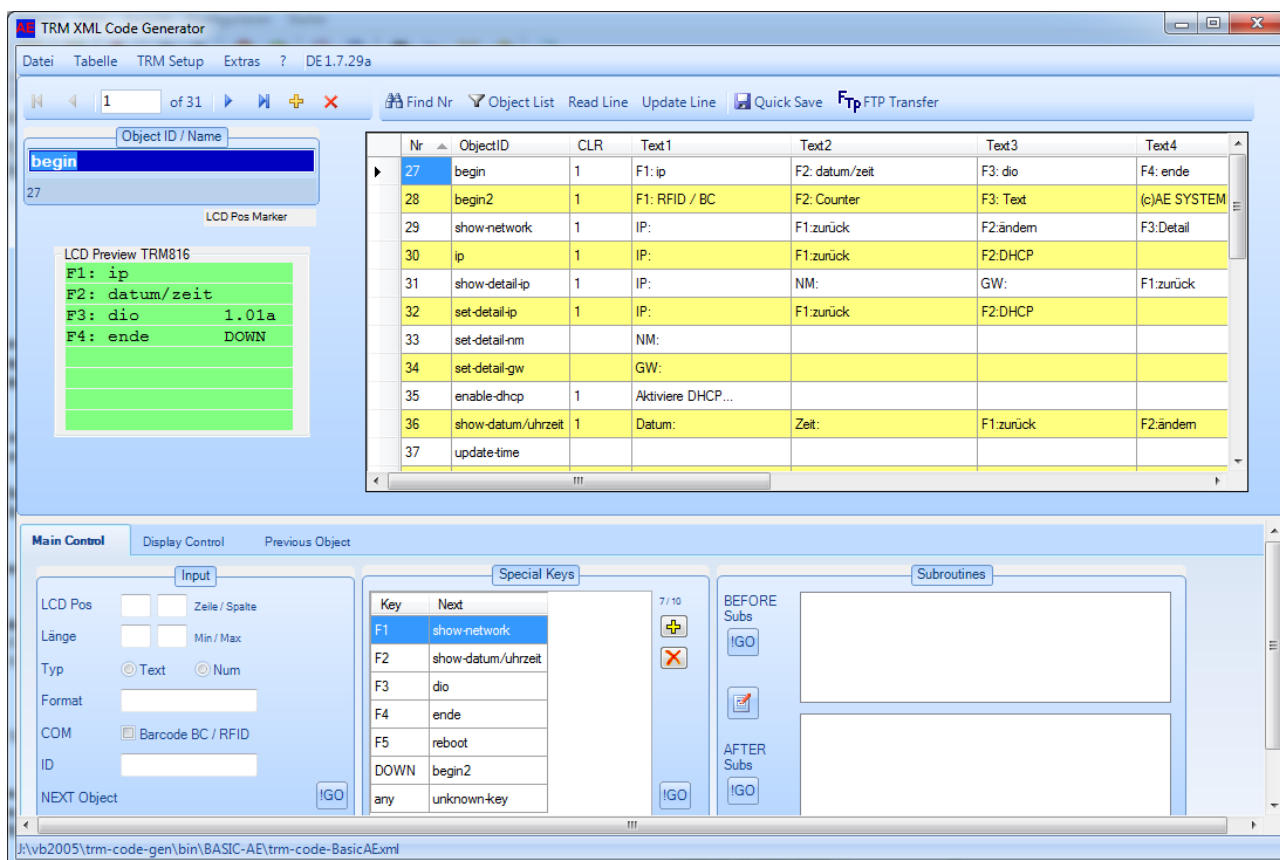 AE TRM XML Code Generator
Datei Tabelle TRM Setup Extras ? DE 1.7.29a
1 of 31 Find Nr Object List Read Line Update Line Quick Save FTp FTP Transfer
Object ID / Name
begin
27
LCD Pos Marker
LCD Preview TRM816
F1: ip
F2: datum/zeit
F3: dio 1.01a
F4: ende DOWN
Nr ObjectID CLR Text1 Text2 Text3 Text4
27 begin 1 F1: ip F2: datum/zeit F3: dio F4: ende
28 begin2 1 F1: RFID / BC F2: Counter F3: Text (c)AE SYSTEM
29 show-network 1 IP: F1:zurück F2:ändern F3:Detail
30 ip 1 IP: F1:zurück F2:DHCP
31 show-detail-ip 1 IP: NM: GW: F1:zurück
32 set-detail-ip 1 IP: F1:zurück F2:DHCP
33 set-detail-nm NM:
34 set-detail-gw GW:
35 enable-dhcp 1 Aktiviere DHCP...
36 show-datum/uhrzeit 1 Datum: Zeit: F1:zurück F2:ändern
37 update-time
Main Control Display Control Previous Object
Input
LCD Pos Zeile / Spalte
Länge Min / Max
Typ Text Num
Format
COM Barcode BC / RFID
ID
NEXT Object !GO
Special Keys
Key Next
F1 show-network
F2 show-datum/uhrzeit
F3 dio
F4 ende
F5 reboot
DOWN begin2
any unknown-key
7 / 10
!GO
Subroutines
BEFORE
Subs
!GO
AFTER
Subs
!GO
J:\vb2005\trm-code-gen\bin\BASIC-AE\trm-code-BasicAE.xml